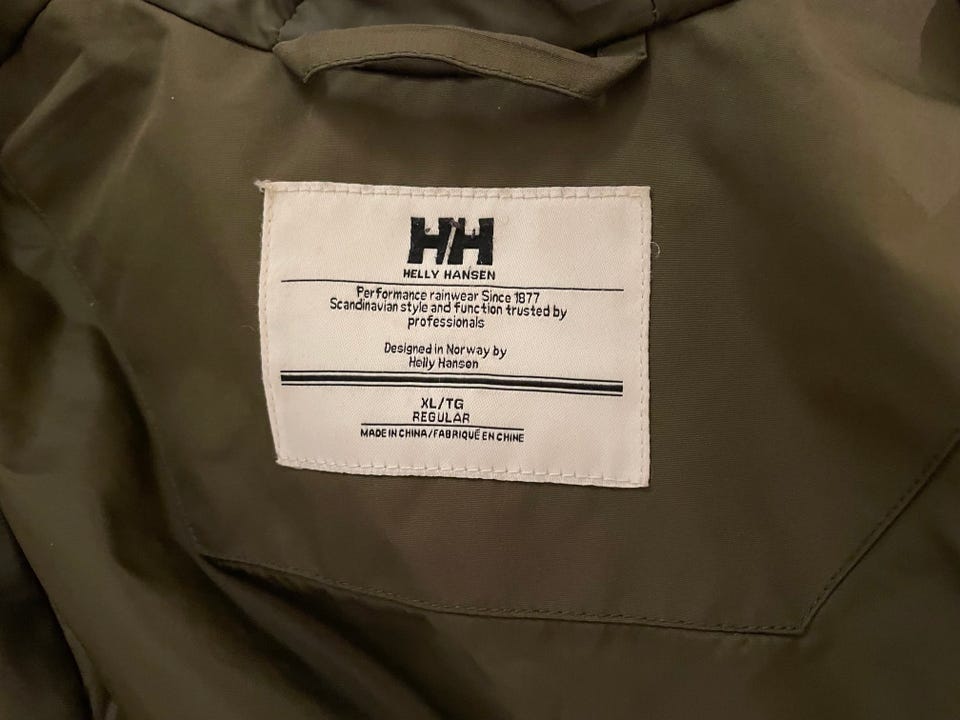 HH
HELLY HANSEN
Performance rainwear Since 1877
Scandinavian style and function trusted by
professionals
Designed in Norway by
Helly Hansen
XL/TG
REGULAR
MADE IN CHINA/FABRIQUÉ EN CHINE